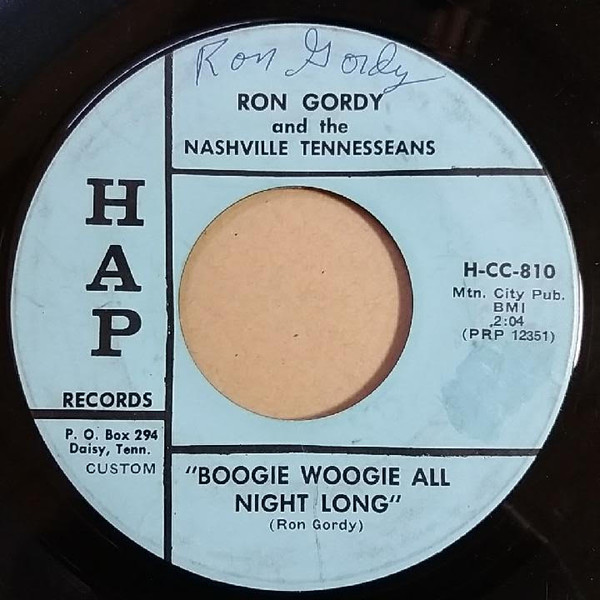 Ron Gordy
RON GORDY
and the
NASHVILLE TENNESSEANS
HAP
RECORDS
P. O. Box 294
Daisy, Tenn.
CUSTOM
H-CC-810
Mtn. City Pub.
BMI
2:04
(PRP 12351)
"BOOGIE WOOGIE ALL
NIGHT LONG"
(Ron Gordy)